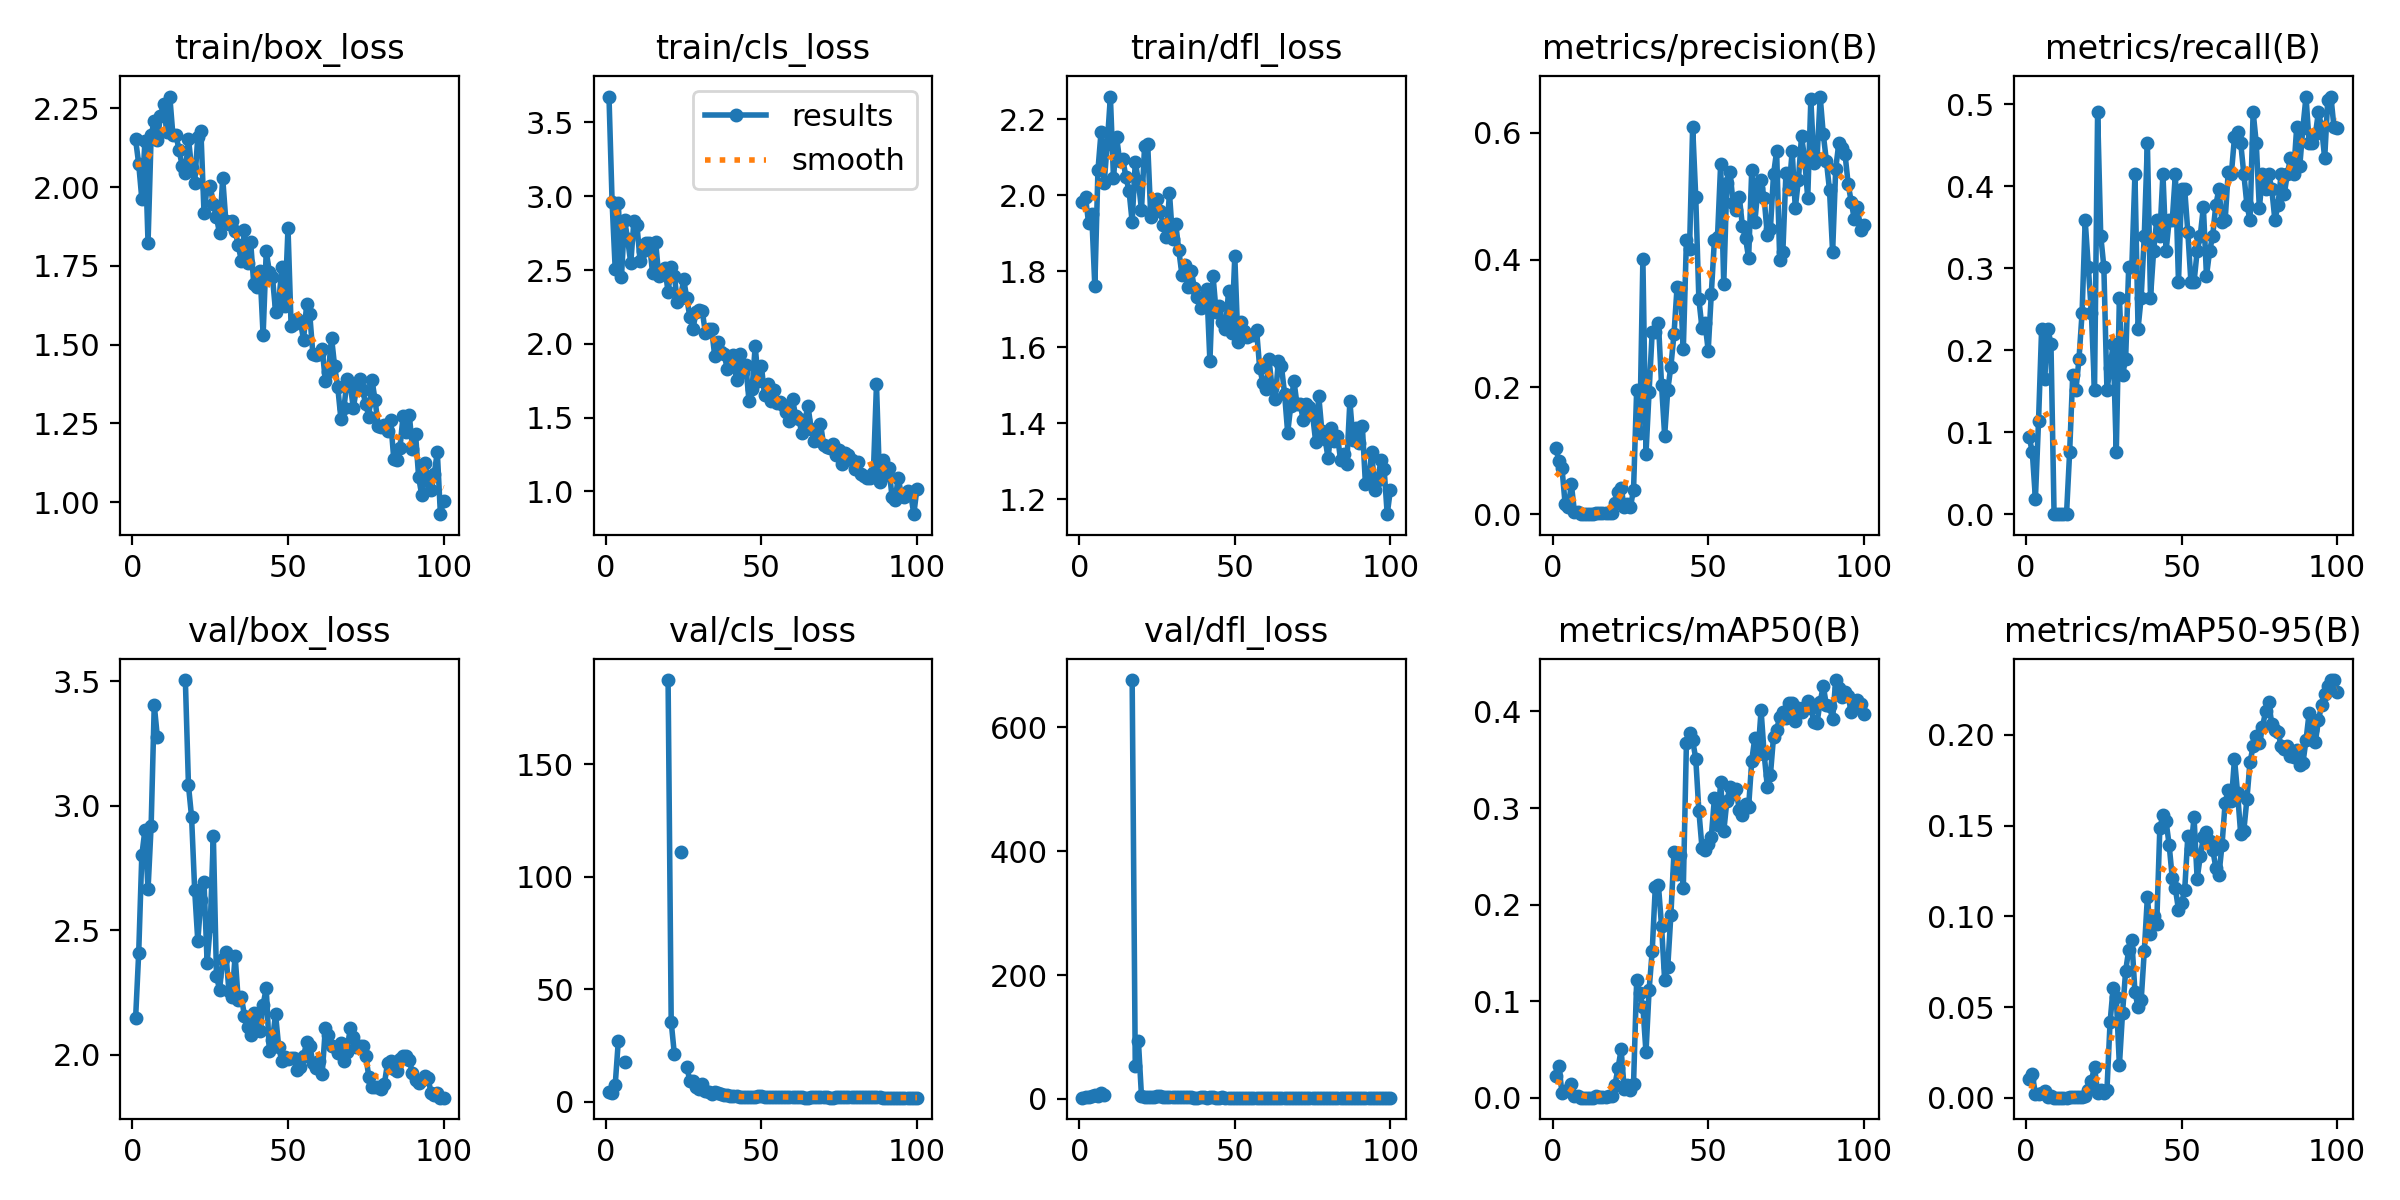 train/box_loss
train/cls_loss
train/dfl_loss
metrics/precision(B)
metrics/recall(B)
2.25
2.00
1.75
1.50
1.25
1.00
0 50 100
results
smooth
3.5
3.0
2.5
2.0
1.5
1.0
0 50 100
2.2
2.0
1.8
1.6
1.4
1.2
0 50 100
0.6
0.4
0.2
0.0
0 50 100
0.5
0.4
0.3
0.2
0.1
0.0
0 50 100
val/box_loss
val/cls_loss
val/dfl_loss
metrics/mAP50(B)
metrics/mAP50-95(B)
3.5
3.0
2.5
2.0
0 50 100
150
100
50
0
0 50 100
600
400
200
0
0 50 100
0.4
0.3
0.2
0.1
0.0
0 50 100
0.20
0.15
0.10
0.05
0.00
0 50 100